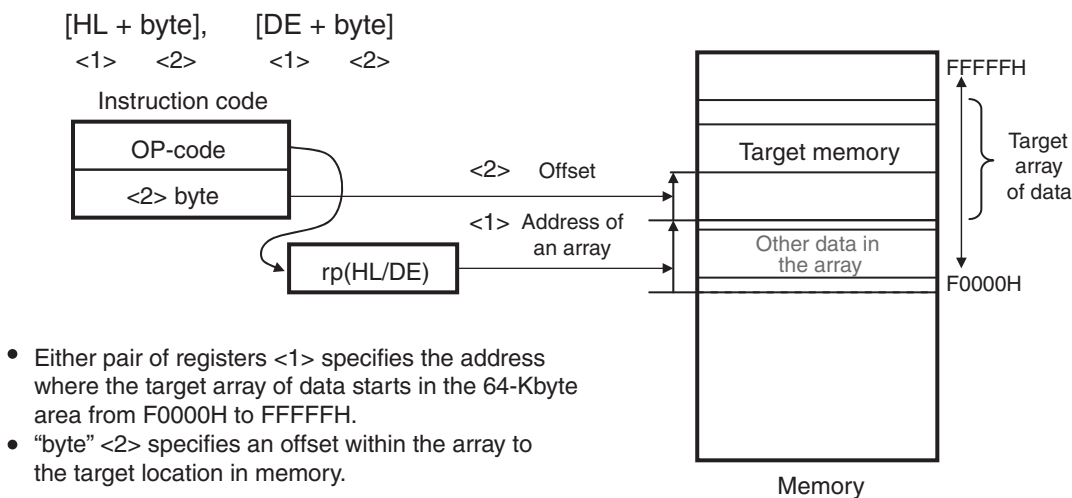 [HL + byte], [DE + byte]
<1> <2> <1> <2>
Instruction code
OP-code
<2> byte
rp(HL/DE)
<2> Offset
<1> Address of
an array
Target memory
Other data in
the array
FFFFFH
Target
array
of data
F0000H
Memory
• Either pair of registers <1> specifies the address
where the target array of data starts in the 64-Kbyte
area from F0000H to FFFFFH.
• “byte” <2> specifies an offset within the array to
the target location in memory.